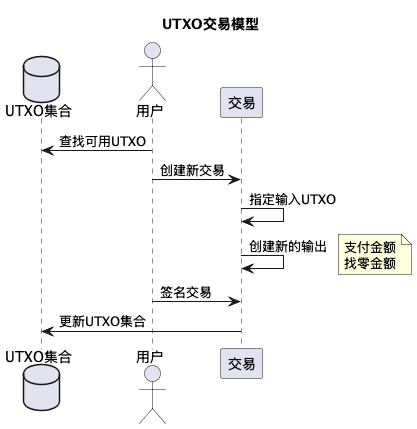 UTXO交易模型
UTXO集合
用户
交易
查找可用UTXO
创建新交易
指定输入UTXO
创建新的输出
支付金额
找零金额
签名交易
更新UTXO集合
UTXO集合
用户
交易